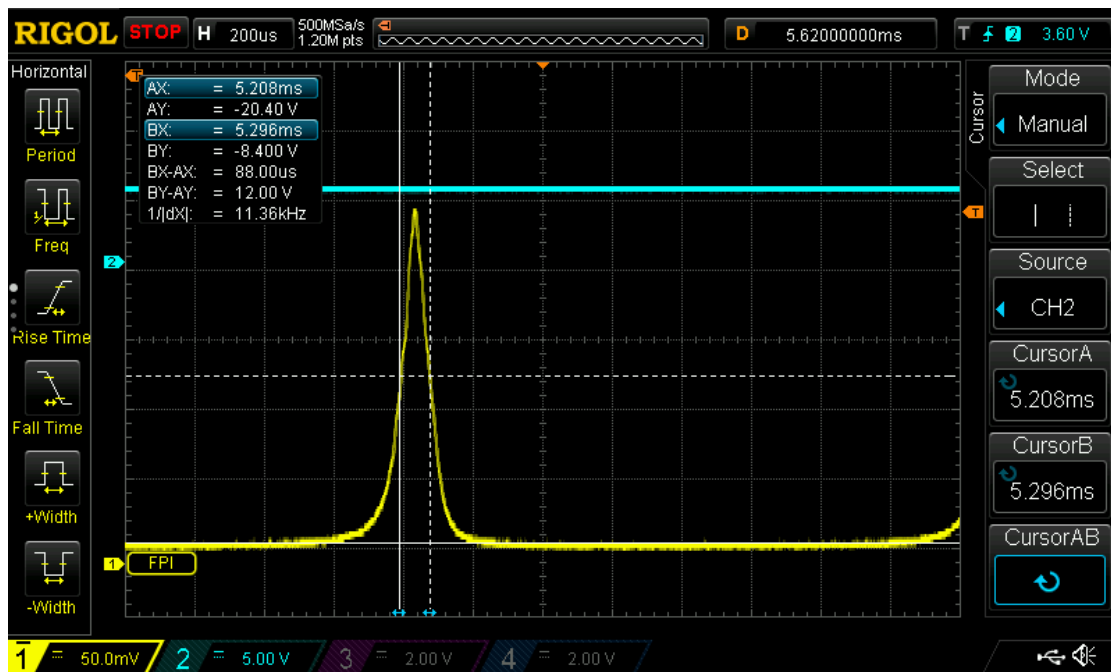 RIGOL STOP H 200us 500MSa/s 1.20M pts D 5.62000000ms T 2 3.60 V
Horizontal
Period
Freq
Rise Time
Fall Time
+Width
-Width
T
AX: = 5.208ms
AY: = -20.40 V
BX: = 5.296ms
BY: = -8.400 V
BX-AX: = 88.00us
BY-AY: = 12.00 V
1/|dX|: = 11.36kHz
2
T
1 FPI
Cursor
Mode
Manual
Select
Source
CH2
CursorA
5.208ms
CursorB
5.296ms
CursorAB
1 = 50.0mV 2 = 5.00 V 3 = 2.00 V 4 = 2.00 V